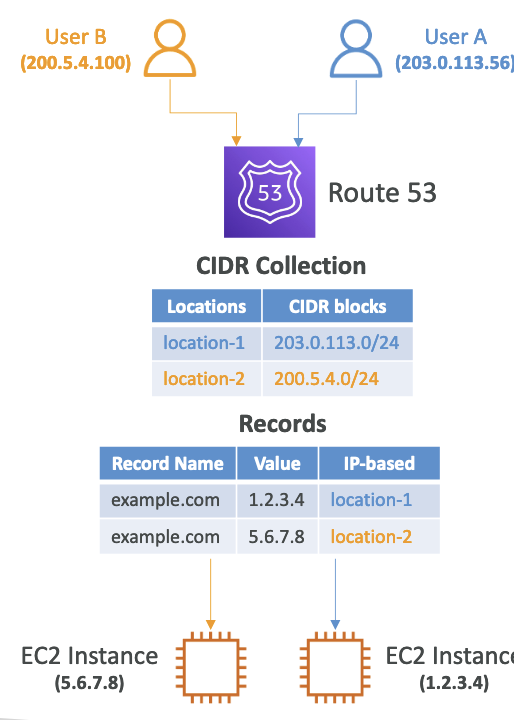 User B
(200.5.4.100)
User A
(203.0.113.56)
53
Route 53
CIDR Collection
Locations CIDR blocks
location-1 203.0.113.0/24
location-2 200.5.4.0/24
Records
Record Name Value IP-based
example.com 1.2.3.4 location-1
example.com 5.6.7.8 location-2
EC2 Instance
(5.6.7.8)
EC2 Instance
(1.2.3.4)